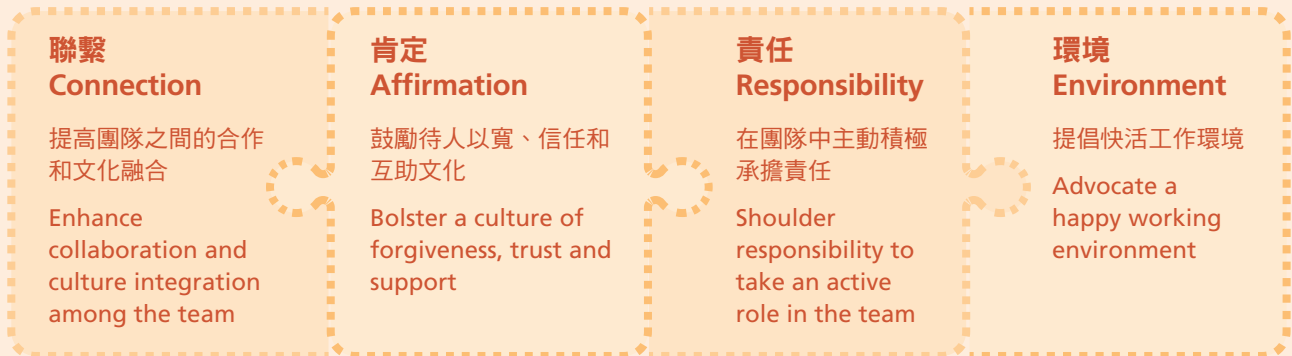 聯繫
Connection
提高團隊之間的合作
和文化融合
Enhance
collaboration and
culture integration
among the team
肯定
Affirmation
鼓勵待人以寬、信任和
互助文化
Bolster a culture of
forgiveness, trust and
support
責任
Responsibility
在團隊中主動積極
承擔責任
Shoulder
responsibility to
take an active
role in the team
環境
Environment
提倡快活工作環境
Advocate a
happy working
environment